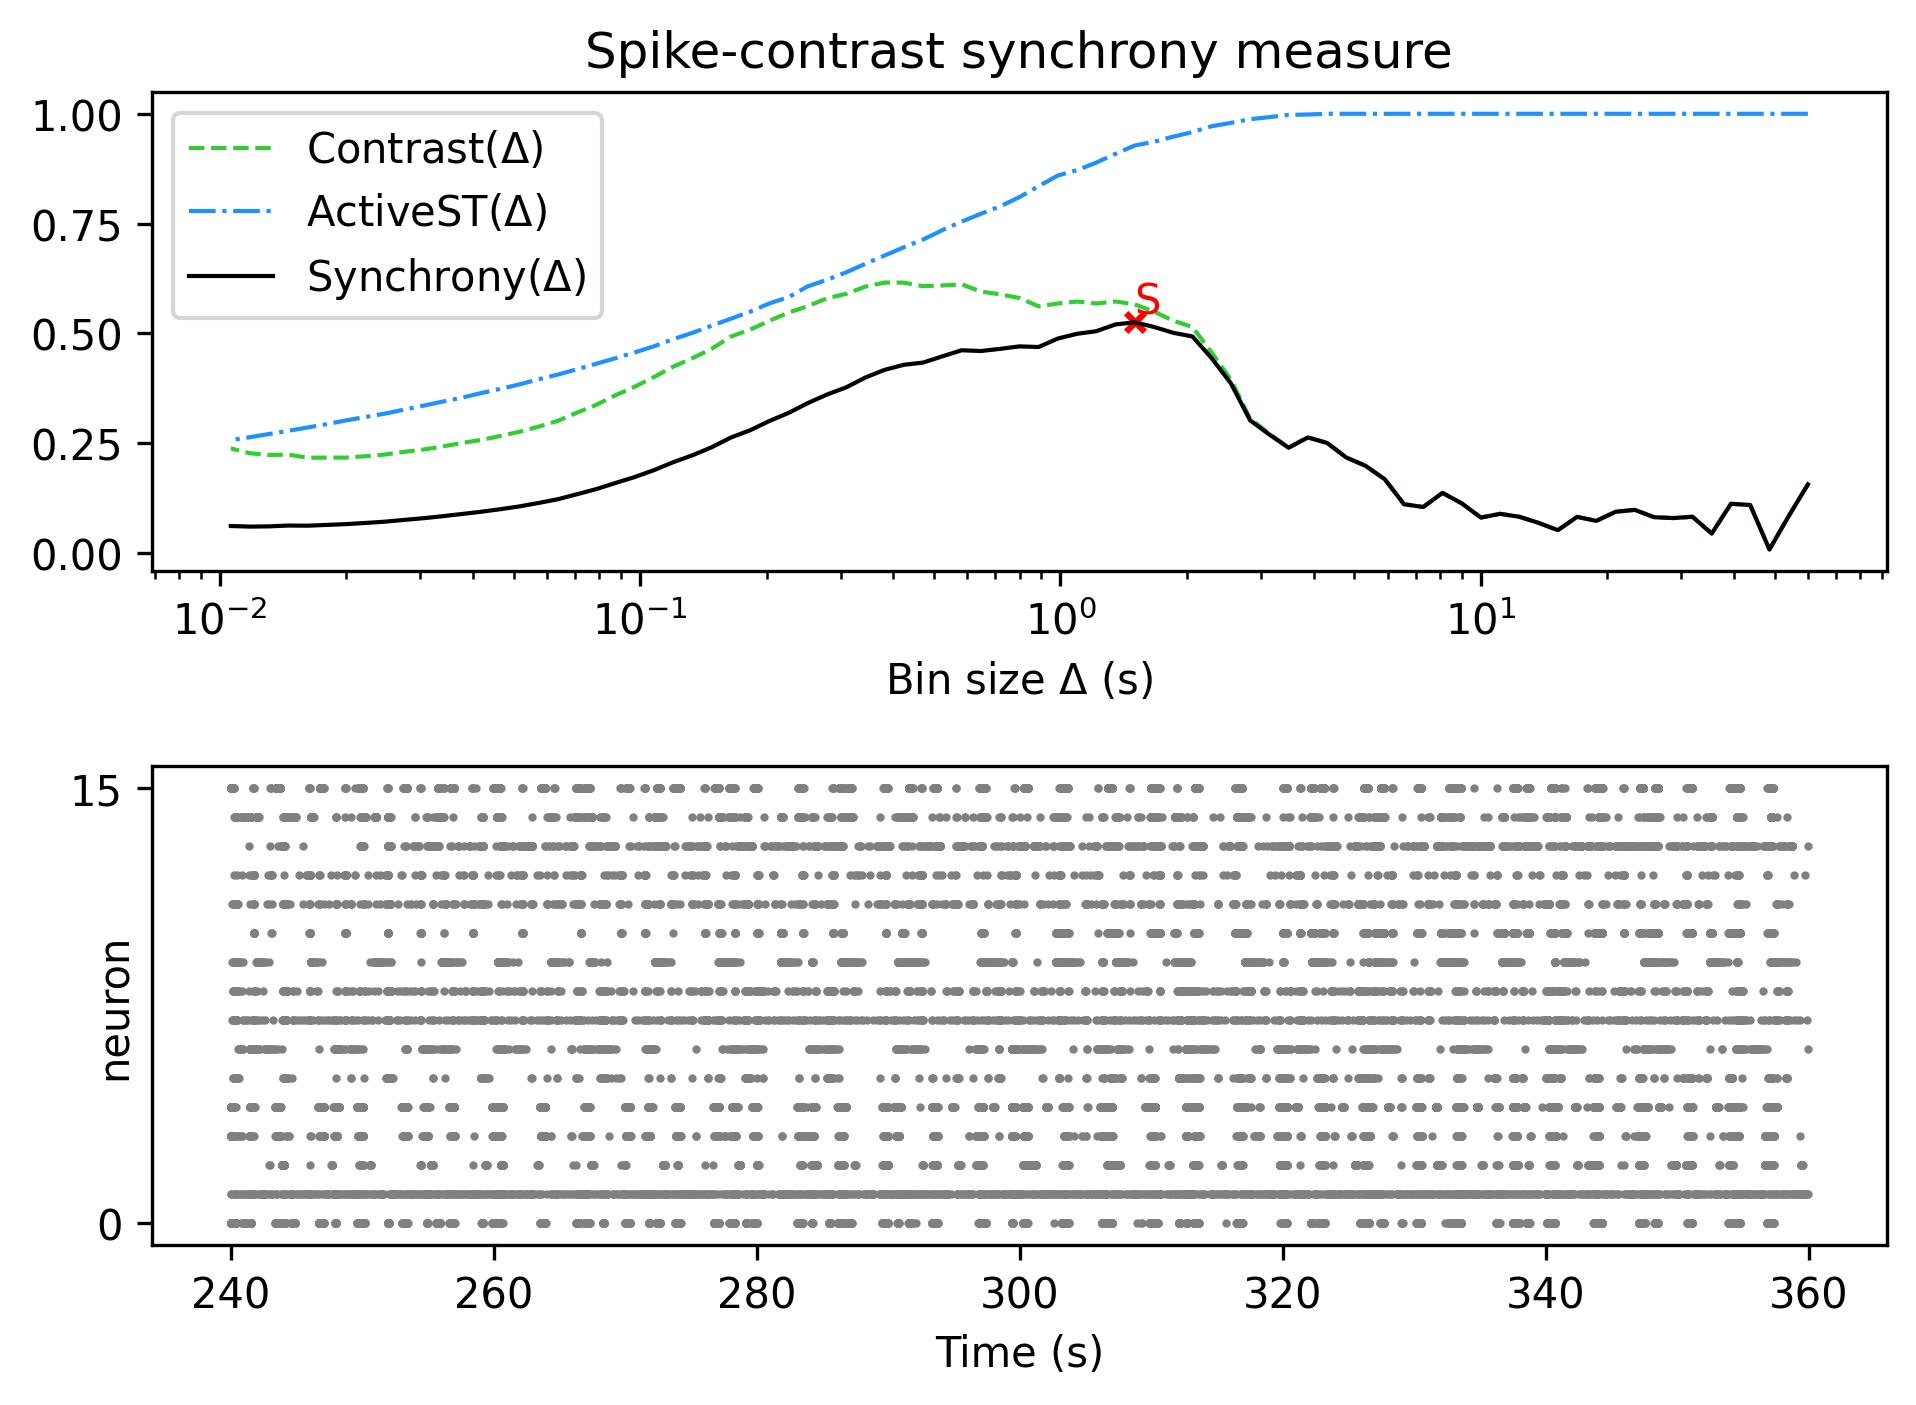 Spike-contrast synchrony measure
1.00
0.75
0.50
0.25
0.00
Contrast(Δ)
ActiveST(Δ)
Synchrony(Δ)
S
10⁻² 10⁻¹ 10⁰ 10¹
Bin size Δ (s)
15
0
neuron
240 260 280 300 320 340 360
Time (s)